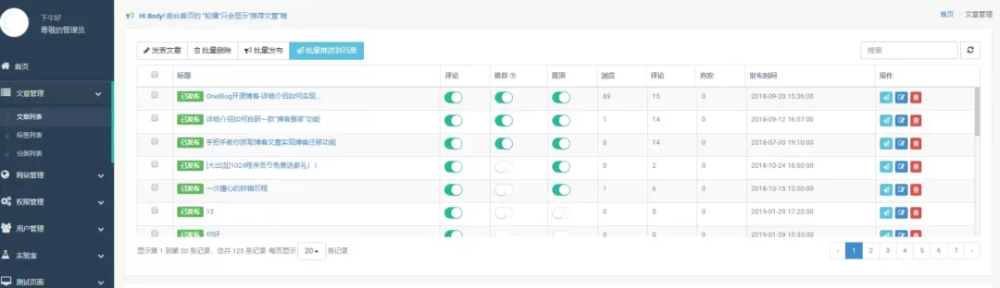 下午好
尊敬的管理员
首页
文章管理
文章列表
标签列表
分类列表
网站管理
权限管理
用户管理
实验室
测试页面
Hi Body! 前台首页的 "轮播"只会显示"推荐文章"哦
首页 文章管理
发表文章 批量删除 批量发布 批量推送到百度
搜索
标题 评论 推荐 置顶 浏览 评论 喜欢 发布时间 操作
已发布 OneBlog开源博客-详细介绍如何实现... 89 15 0 2018-09-20 15:36:00
已发布 详细介绍如何自研一款"博客搬家"功能 1 14 0 2018-09-12 16:07:00
已发布 手把手教你抓取博客文章实现博客迁移功能 0 14 0 2018-07-30 19:10:00
已发布 [大出血]1024程序员节免费送豪礼！！ 0 2 0 2018-10-24 18:50:00
已发布 一次糟心的排错历程 1 6 0 2018-10-15 12:50:00
已发布 12 0 0 0 2019-01-29 17:25:00
已发布 你好 0 0 0 2019-01-29 15:33:00
显示第 1 到第 20 条记录，总共 125 条记录 每页显示 20 条记录
‹ 1 2 3 4 5 6 7 ›